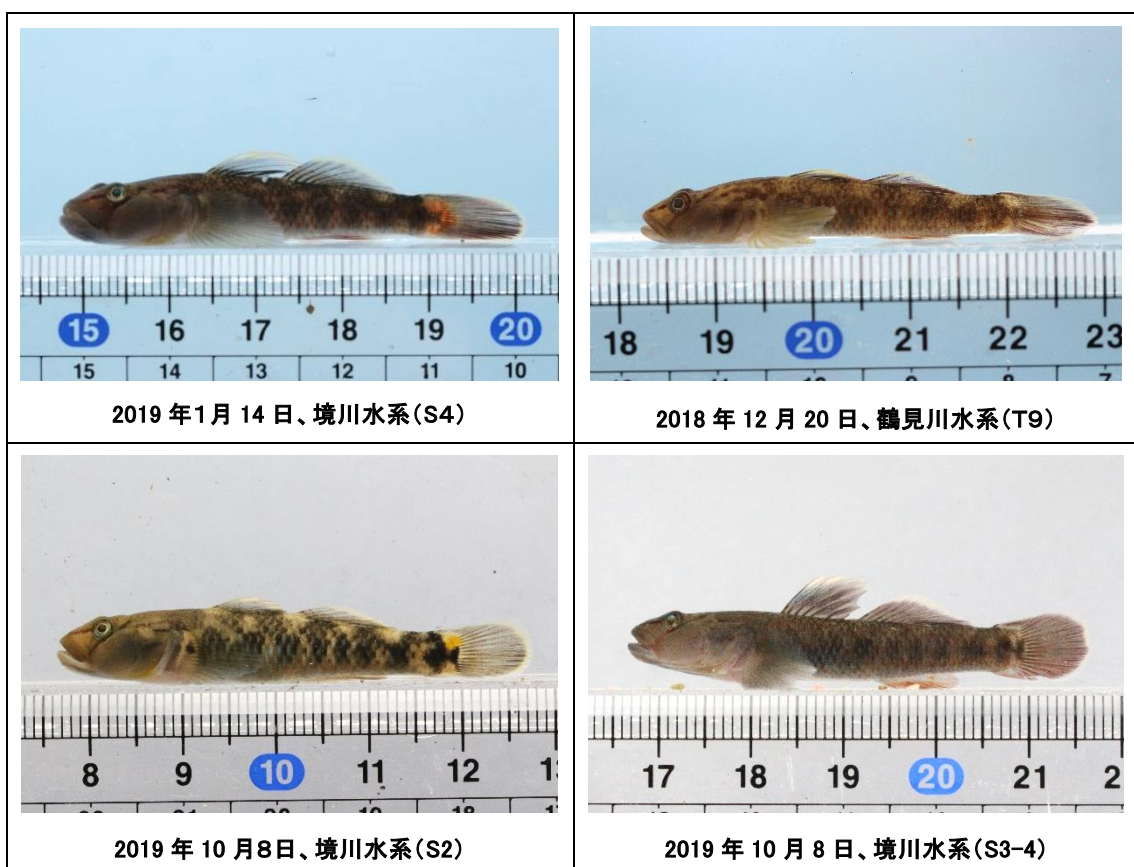 15 16 17 18 19 20
15 14 13 12 11 10
2019 年1月 14 日、境川水系（S4）
18 19 20 21 22 23
2018 年 12 月 20 日、鶴見川水系（T9）
8 9 10 11 12
2019 年 10 月8日、境川水系（S2）
17 18 19 20 21 2
2019 年 10 月 8 日、境川水系（S3-4）